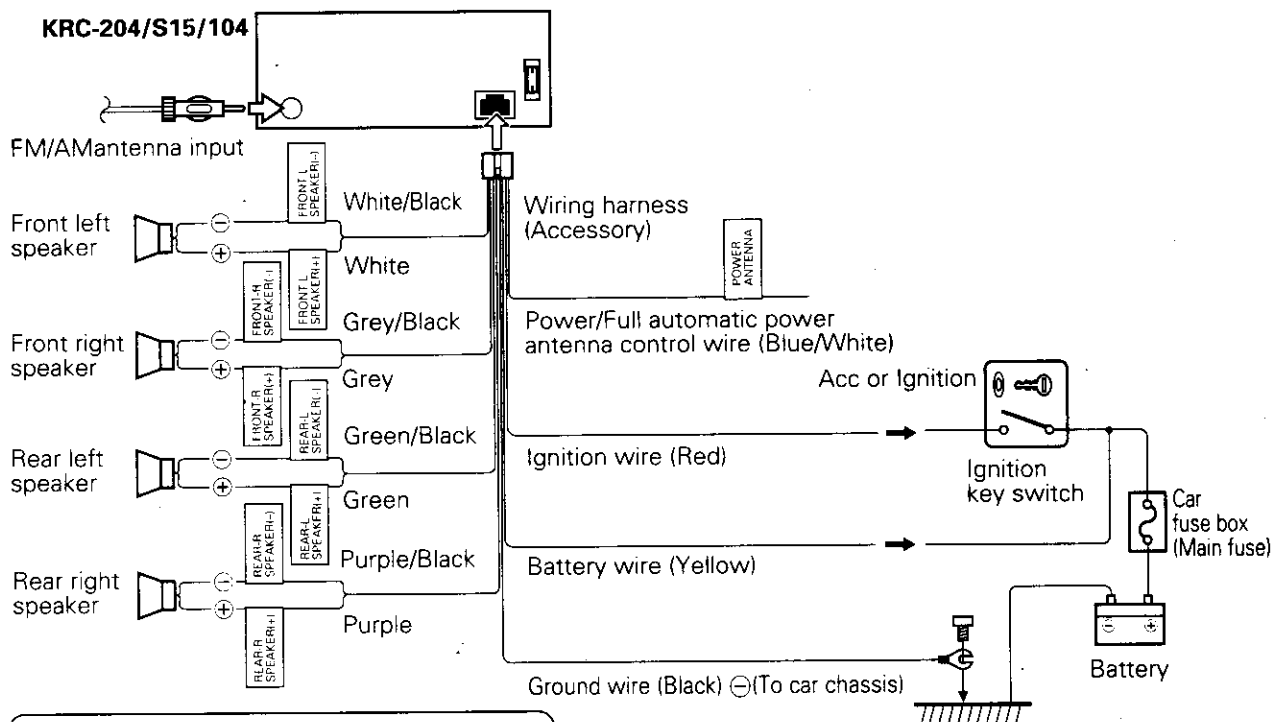 KRC-204/S15/104
FM/AMantenna input
Front left
speaker
⊖
⊕
FRONT L
SPEAKER(–)
FRONT L
SPEAKER(+)
White/Black
White
Front right
speaker
⊖
⊕
FRONT-R
SPEAKER(-)
FRONT-R
SPEAKER(+)
Grey/Black
Grey
Rear left
speaker
⊖
⊕
REAR-L
SPEAKER(-)
REAR-L
SPEAKER(+)
Green/Black
Green
Rear right
speaker
⊖
⊕
REAR-R
SPEAKER(–)
REAR-R
SPEAKER(+)
Purple/Black
Purple
Wiring harness
(Accessory)
POWER
ANTENNA
Power/Full automatic power
antenna control wire (Blue/White)
Acc or Ignition
Ignition wire (Red)
Ignition
key switch
Car
fuse box
(Main fuse)
Battery wire (Yellow)
⊖ ⊕
Battery
Ground wire (Black) ⊖(To car chassis)